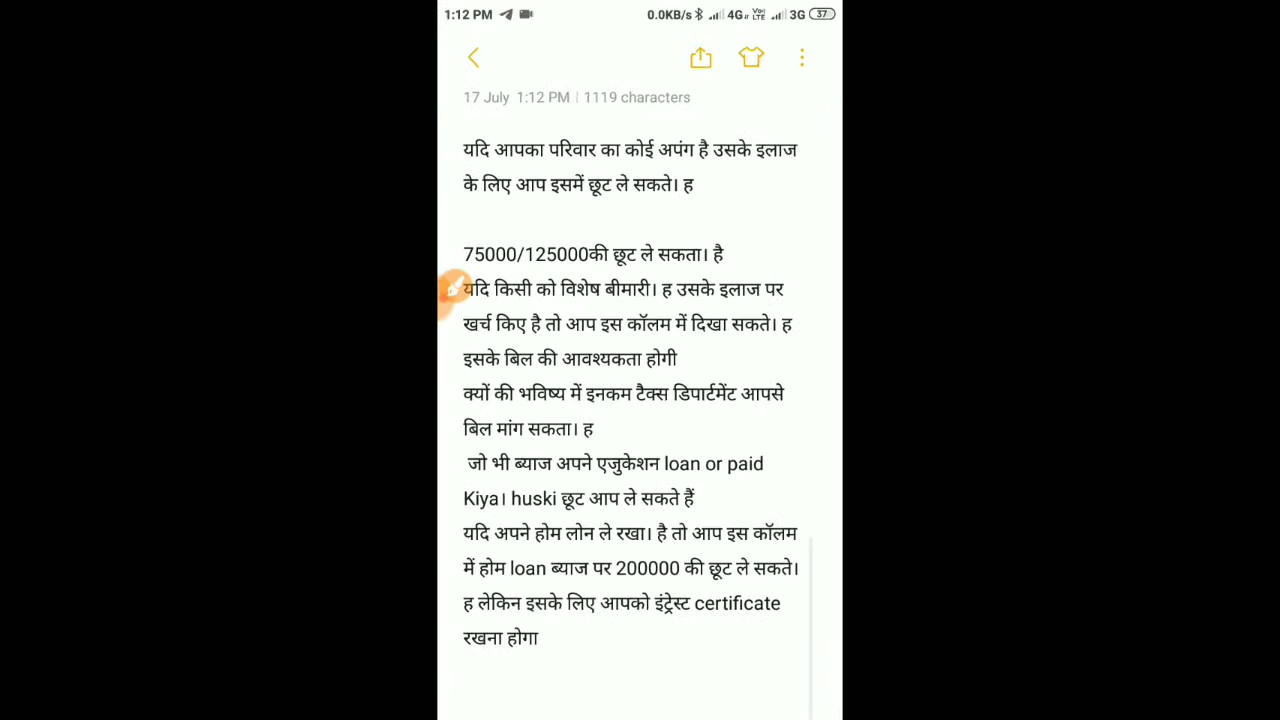 1:12 PM 0.0KB/s 4G Vo LTE 3G 37
17 July 1:12 PM | 1119 characters
यदि आपका परिवार का कोई अपंग है उसके इलाज
के लिए आप इसमें छूट ले सकते। ह
75000/125000की छूट ले सकता। है
यदि किसी को विशेष बीमारी। ह उसके इलाज पर
खर्च किए है तो आप इस कॉलम में दिखा सकते। ह
इसके बिल की आवश्यकता होगी
क्यों की भविष्य में इनकम टैक्स डिपार्टमेंट आपसे
बिल मांग सकता। ह
जो भी ब्याज अपने एजुकेशन loan or paid
Kiya। huski छूट आप ले सकते हैं
यदि अपने होम लोन ले रखा। है तो आप इस कॉलम
में होम loan ब्याज पर 200000 की छूट ले सकते।
ह लेकिन इसके लिए आपको इंट्रेस्ट certificate
रखना होगा